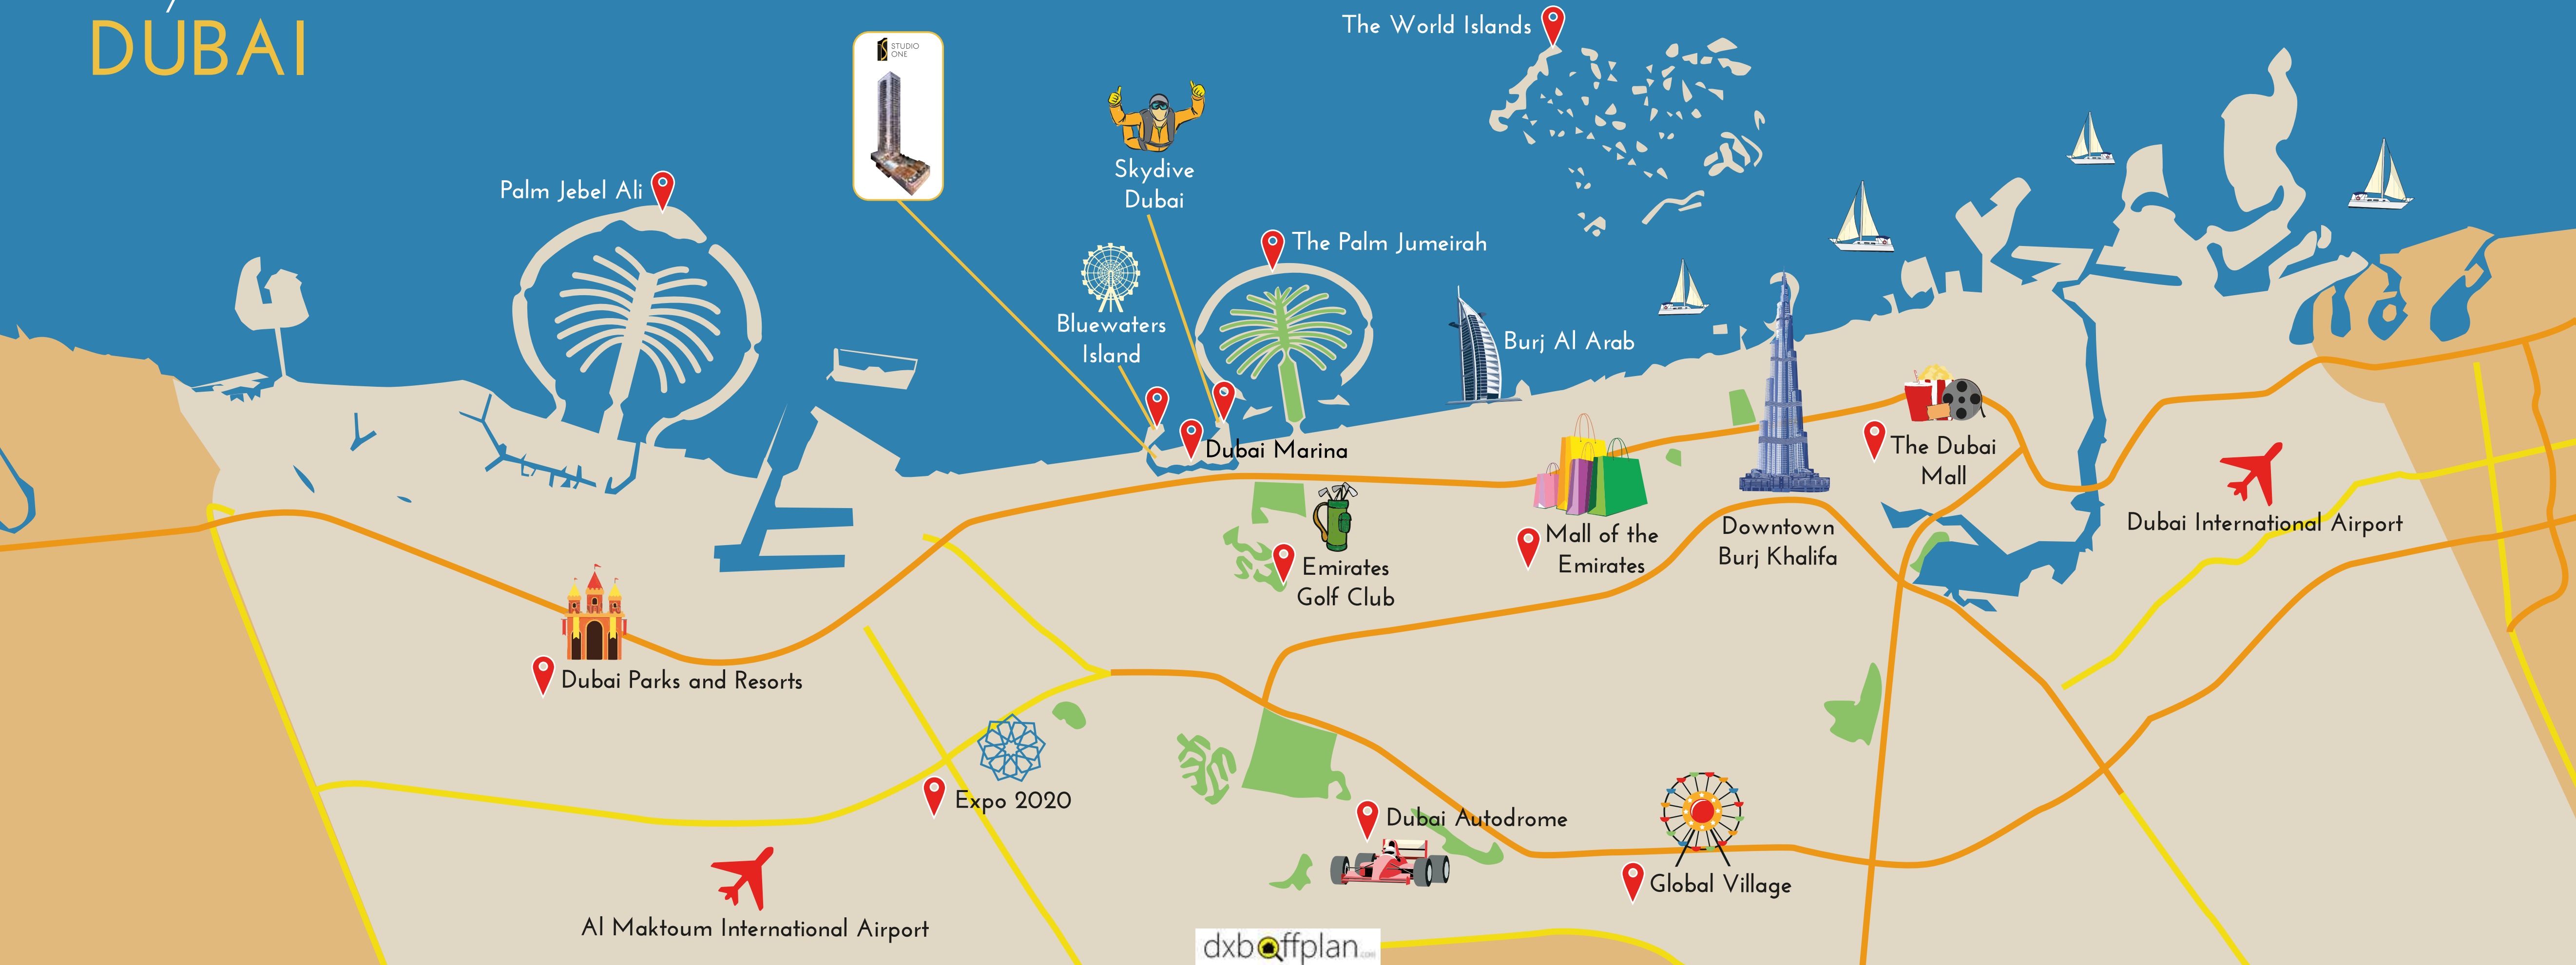 DUBAI
STUDIO
ONE
The World Islands
Skydive
Dubai
Palm Jebel Ali
The Palm Jumeirah
Bluewaters
Island
Burj Al Arab
Dubai Marina
The Dubai
Mall
Mall of the
Emirates
Downtown
Burj Khalifa
Dubai International Airport
Emirates
Golf Club
Dubai Parks and Resorts
Expo 2020
Dubai Autodrome
Global Village
Al Maktoum International Airport
dxboffplan.com